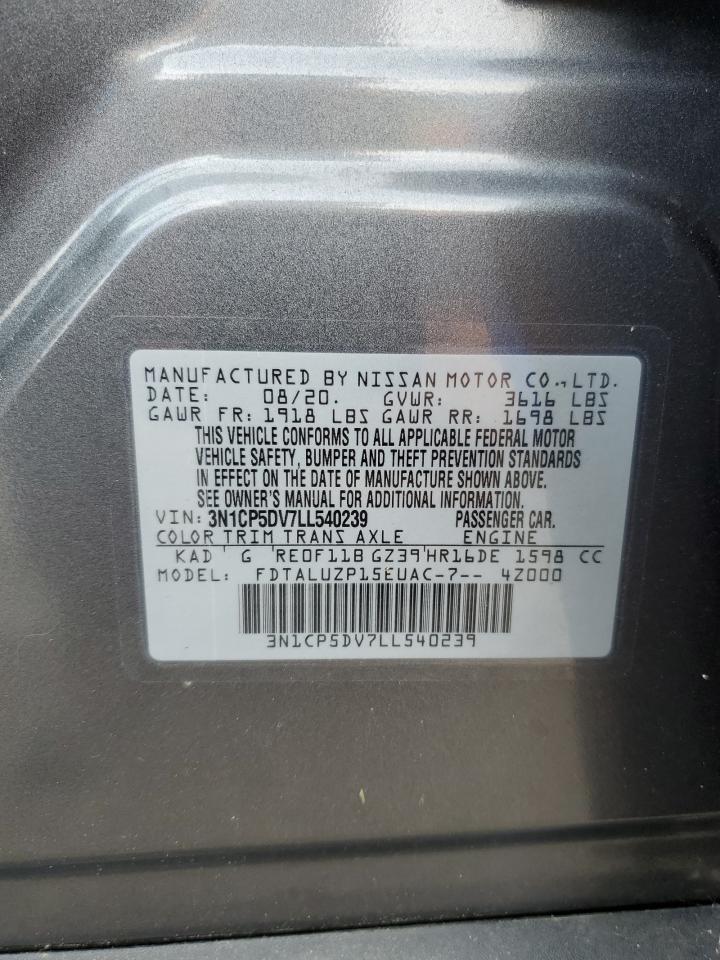 MANUFACTURED BY NISSAN MOTOR CO., LTD.
DATE: 08/20. GVWR: 3616 LBS
GAWR FR: 1918 LBS GAWR RR: 1698 LBS
THIS VEHICLE CONFORMS TO ALL APPLICABLE FEDERAL MOTOR
VEHICLE SAFETY, BUMPER AND THEFT PREVENTION STANDARDS
IN EFFECT ON THE DATE OF MANUFACTURE SHOWN ABOVE.
SEE OWNER'S MANUAL FOR ADDITIONAL INFORMATION.
VIN: 3N1CP5DV7LL540239 PASSENGER CAR.
COLOR TRIM TRANS AXLE ENGINE
KAD G RE0F11B GZ39 HR16DE 1598 CC
MODEL: FDTALUZP15EUAC-7-- 4Z000
3N1CP5DV7LL540239